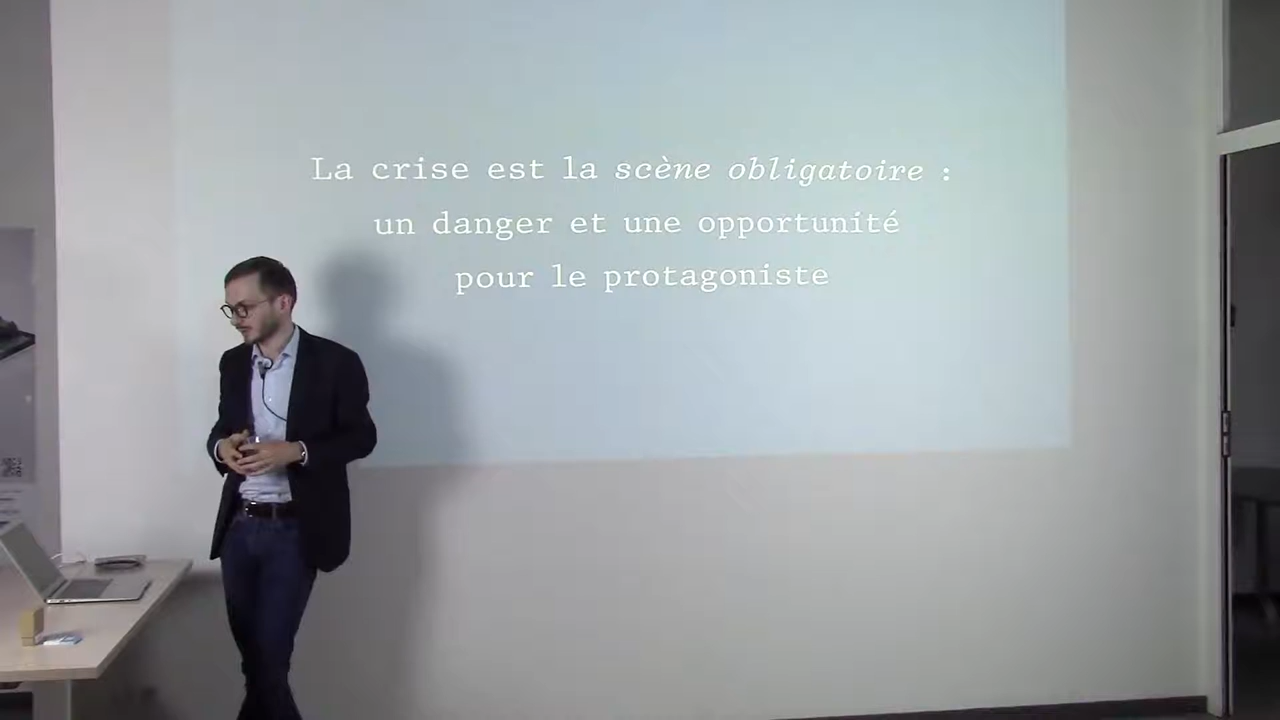 La crise est la scène obligatoire :
un danger et une opportunité
pour le protagoniste